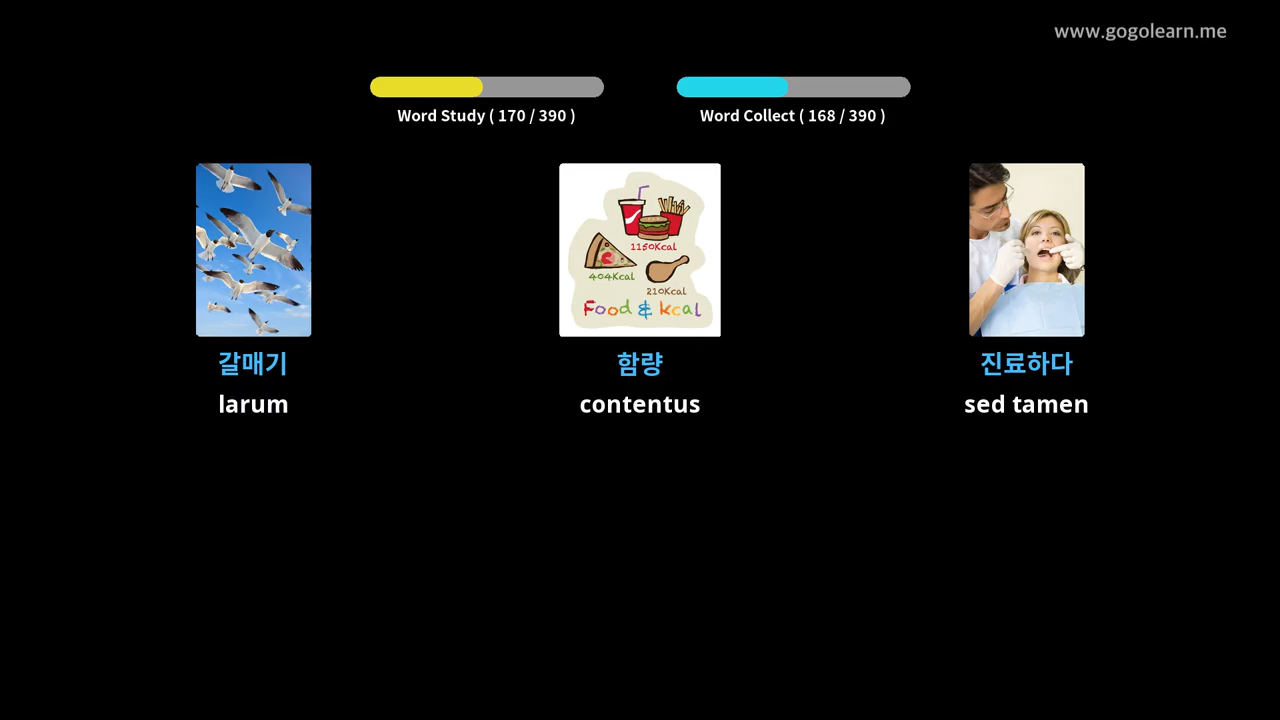 www.gogolearn.me
Word Study ( 170 / 390 )
Word Collect ( 168 / 390 )
1150Kcal
404Kcal
210Kcal
Food & kcal
갈매기
함량
진료하다
larum
contentus
sed tamen